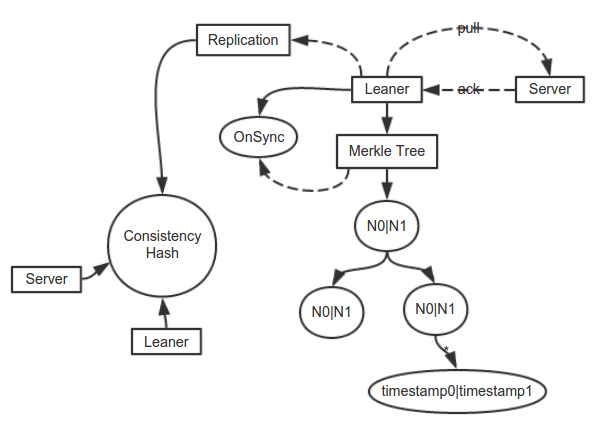 pull
Replication
Leaner
ack
Server
OnSync
Merkle Tree
N0|N1
Consistency
Hash
Server
N0|N1
N0|N1
Leaner
*
timestamp0|timestamp1